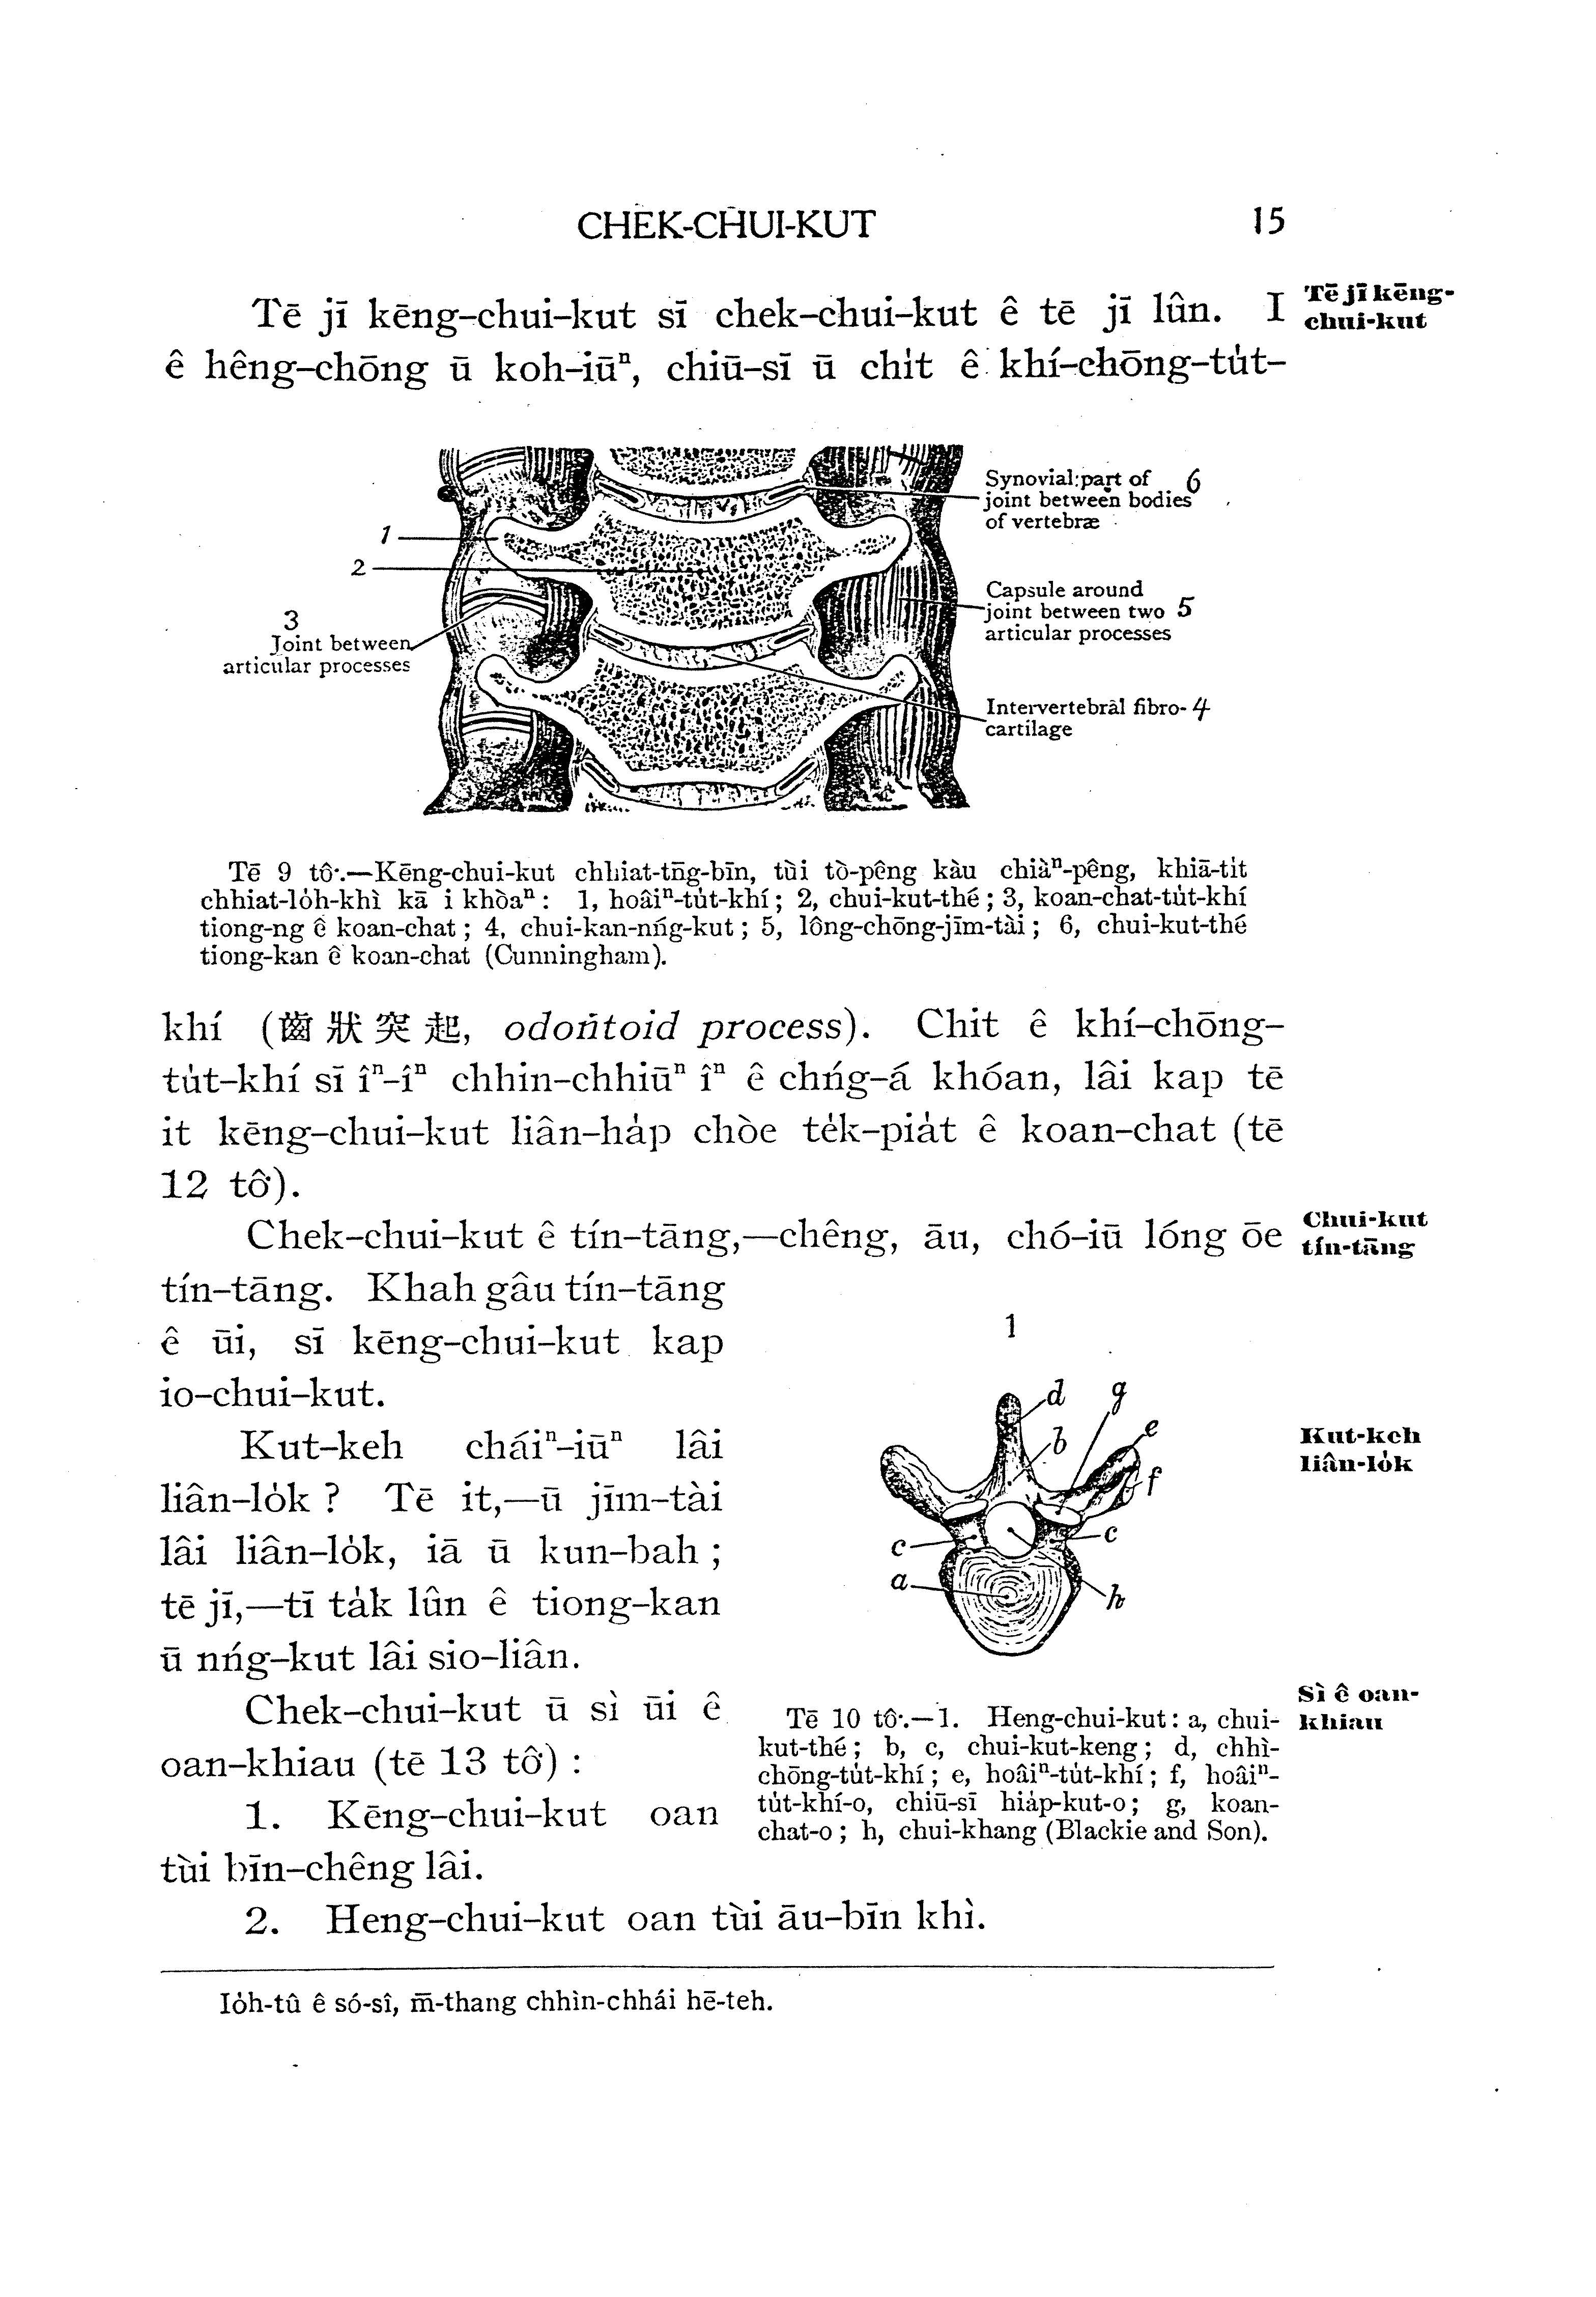 CHEK-CHUI-KUT 15
Tē jī kēng-chui-kut sī chek-chui-kut ê tē jī lûn. I
Tē jī kēng-
chui-kut
ê hêng-chōng ū koh-iūⁿ, chiū-sī ū chi̍t ê khí-chōng-tu̍t-
1
2
3
Joint between
articular processes
Synovial part of 6
joint between bodies
of vertebræ
Capsule around
joint between two 5
articular processes
Intervertebral fibro- 4
cartilage
Tē 9 tô͘.—Kēng-chui-kut chhiat-tn̄g-bīn, tùi tò-pêng kàu chiàⁿ-pêng, khiā-ti̍t
chhiat-lo̍h-khì kā i khòaⁿ: 1, hoâiⁿ-tu̍t-khí; 2, chui-kut-thé; 3, koan-chat-tu̍t-khí
tiong-ng ê koan-chat; 4, chui-kan-nńg-kut; 5, lông-chōng-jīm-tài; 6, chui-kut-thé
tiong-kan ê koan-chat (Cunningham).
khí (齒狀突起, odontoid process). Chit ê khí-chōng-
tu̍t-khí sī îⁿ-îⁿ chhin-chhiūⁿ îⁿ ê chńg-á khóan, lâi kap tē
it kēng-chui-kut liân-ha̍p chòe te̍k-pia̍t ê koan-chat (tē
12 tô͘).
Chek-chui-kut ê tín-tāng,—chêng, āu, chó-iū lóng ōe
Chui-kut
tín-tāng
tín-tāng. Khah gâu tín-tāng
ê ūi, sī kēng-chui-kut kap
io-chui-kut.
Kut-keh cháiⁿ-iūⁿ lâi
Kut-keh
liân-lo̍k
liân-lo̍k? Tē it,—ū jīm-tài
lâi liân-lo̍k, iā ū kun-bah;
tē jī,—tī ta̍k lûn ê tiong-kan
ū nńg-kut lâi sio-liân.
Chek-chui-kut ū sì ūi ê
Sì ê oan-
khiau
oan-khiau (tē 13 tô͘):
1. Kēng-chui-kut oan
tùi bīn-chêng lâi.
1
d
g
b
e
f
c
c
a
h
Tē 10 tô͘.—1. Heng-chui-kut: a, chui-
kut-thé; b, c, chui-kut-keng; d, chhì-
chōng-tu̍t-khí; e, hoâiⁿ-tu̍t-khí; f, hoâiⁿ-
tu̍t-khí-o, chiū-sī hia̍p-kut-o; g, koan-
chat-o; h, chui-khang (Blackie and Son).
2. Heng-chui-kut oan tùi āu-bīn khì.
Io̍h-tû ê só-sî, m̄-thang chhìn-chhái hē-teh.